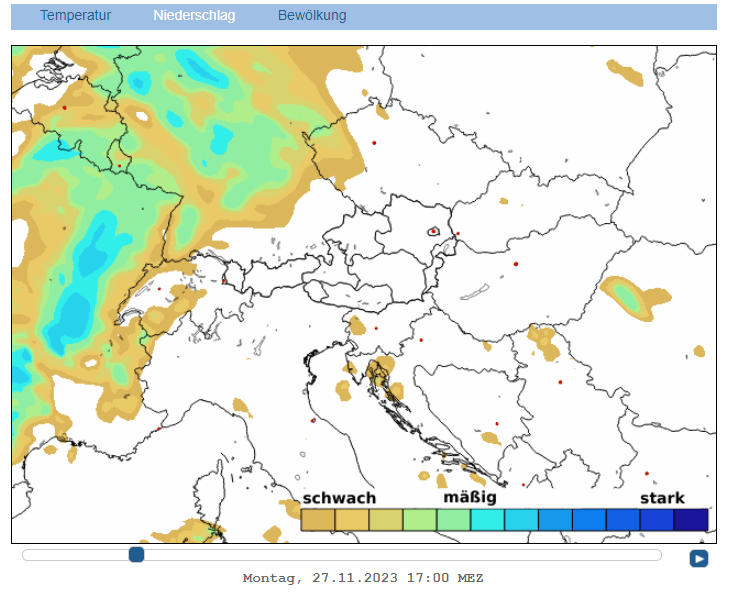 Temperatur Niederschlag Bewölkung
schwach mäßig stark
Montag, 27.11.2023 17:00 MEZ